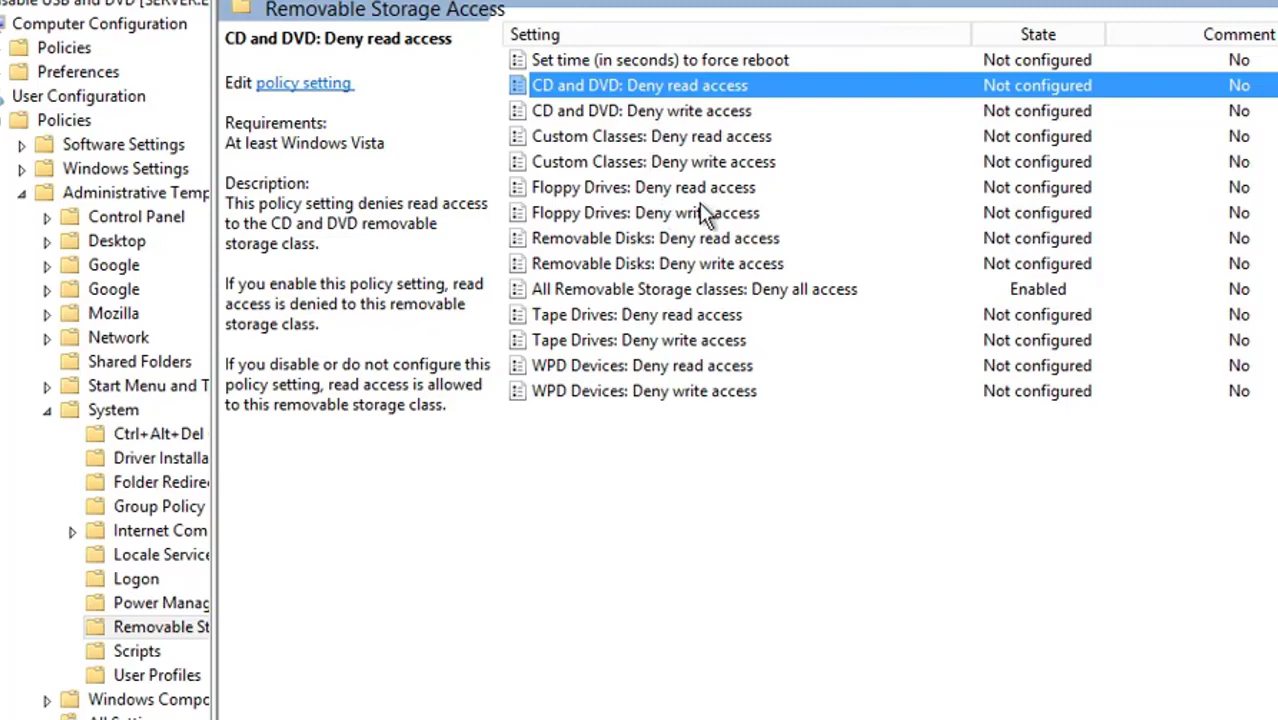 Removable Storage Access
Computer Configuration
Policies
Preferences
User Configuration
Policies
Software Settings
Windows Settings
Administrative Temp
Control Panel
Desktop
Google
Google
Mozilla
Network
Shared Folders
Start Menu and T
System
Ctrl+Alt+Del
Driver Installa
Folder Redire
Group Policy
Internet Com
Locale Service
Logon
Power Manag
Removable St
Scripts
User Profiles
Windows Compo
CD and DVD: Deny read access
Edit policy setting
Requirements:
At least Windows Vista
Description:
This policy setting denies read access
to the CD and DVD removable
storage class.
If you enable this policy setting, read
access is denied to this removable
storage class.
If you disable or do not configure this
policy setting, read access is allowed
to this removable storage class.
Setting State Comment
Set time (in seconds) to force reboot Not configured No
CD and DVD: Deny read access Not configured No
CD and DVD: Deny write access Not configured No
Custom Classes: Deny read access Not configured No
Custom Classes: Deny write access Not configured No
Floppy Drives: Deny read access Not configured No
Floppy Drives: Deny write access Not configured No
Removable Disks: Deny read access Not configured No
Removable Disks: Deny write access Not configured No
All Removable Storage classes: Deny all access Enabled No
Tape Drives: Deny read access Not configured No
Tape Drives: Deny write access Not configured No
WPD Devices: Deny read access Not configured No
WPD Devices: Deny write access Not configured No